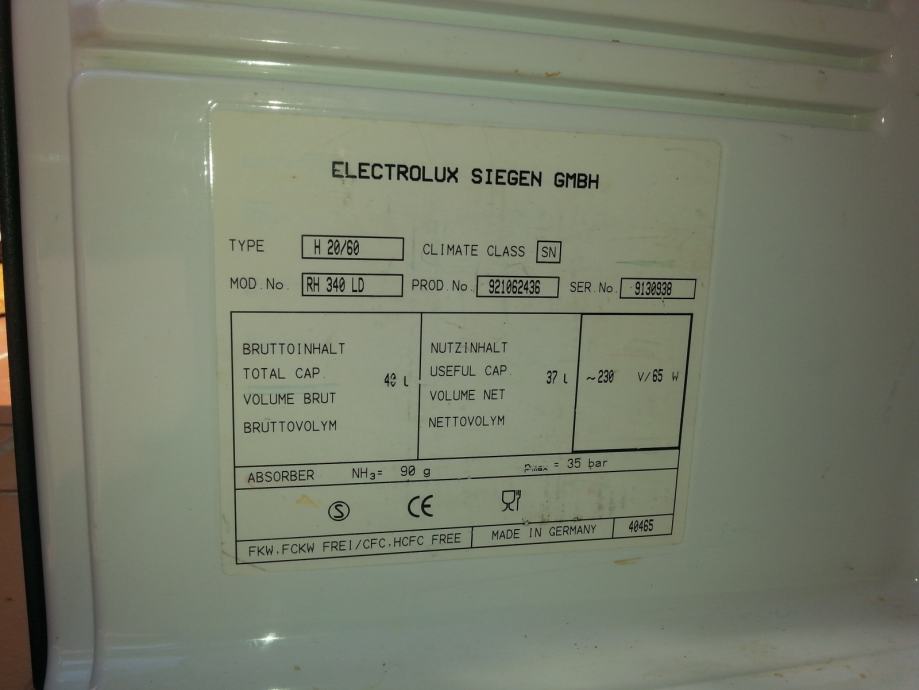 ELECTROLUX SIEGEN GMBH
TYPE H 20/60 CLIMATE CLASS SN
MOD.No. RH 340 LD PROD.No. 921062436 SER.No. 9130938
BRUTTOINHALT
TOTAL CAP.
VOLUME BRUT
BRUTTOVOLYM
L
NUTZINHALT
USEFUL CAP.
VOLUME NET
NETTOVOLYM
37 L
~230 V/65 W
ABSORBER NH3= 90 g pmax = 35 bar
S CE
FKW,FCKW FREI/CFC,HCFC FREE MADE IN GERMANY 40465